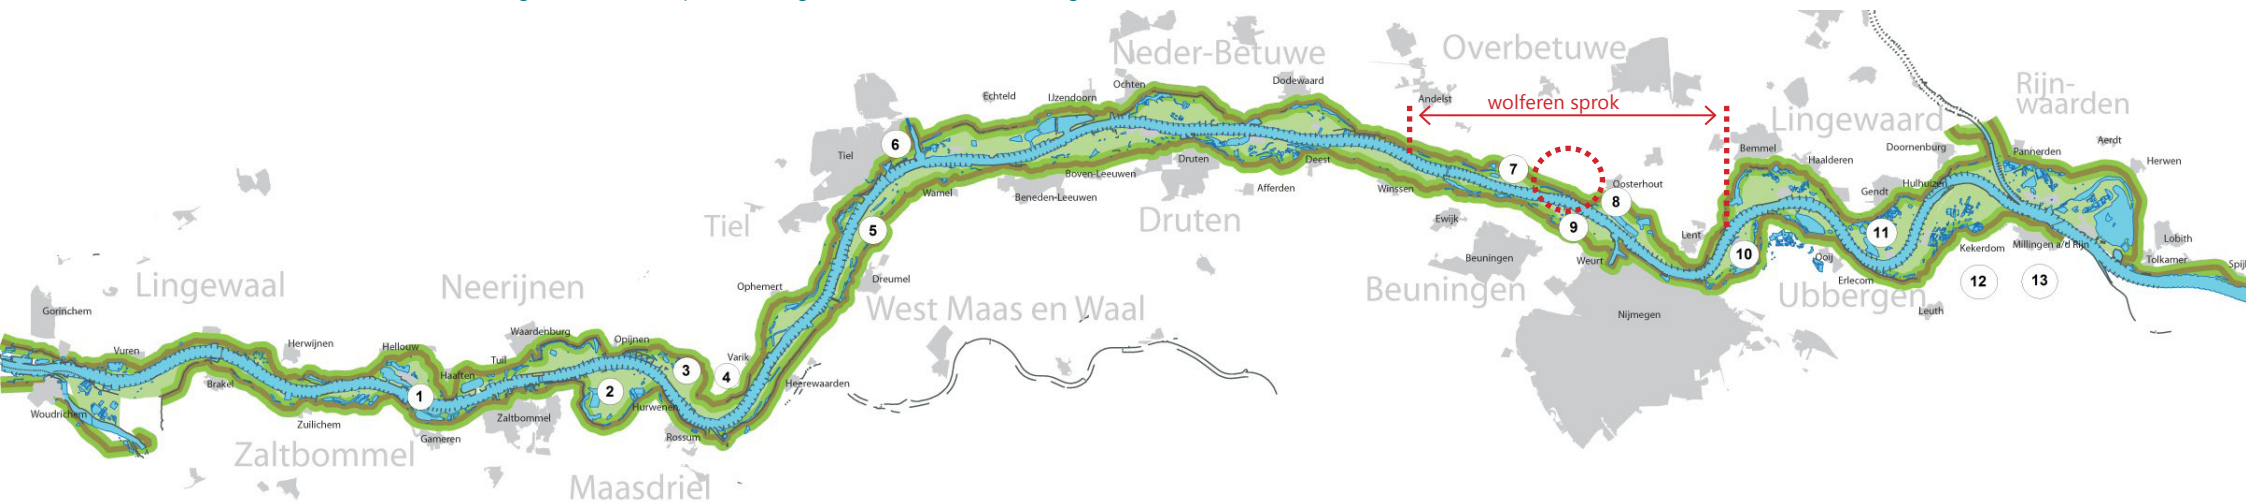 Neder-Betuwe
Overbetuwe
Rijn-
waarden
Lingewaard
Echteld
IJzendoorn
Ochten
Dodewaard
Andelst
wolferen sprok
Bemmel
Haalderen
Doornenburg
Pannerden
Aerdt
Herwen
6
Tiel
Wamel
Beneden-Leeuwen
Boven-Leeuwen
Druten
Deest
Afferden
Winssen
7
Oosterhout
8
Gendt
Hulhuizen
Tiel
5
Druten
Ewijk
9
Lent
10
11
Kekerdom
Millingen a/d Rijn
Lobith
Tolkamer
Beuningen
Weurt
Ooij
Erlecom
12
13
Lingewaal
Neerijnen
Ophemert
Dreumel
West Maas en Waal
Beuningen
Ubbergen
Leuth
Nijmegen
Gorinchem
Vuren
Herwijnen
Hellouw
Haaften
Tuil
Waardenburg
Opijnen
3
Varik
4
Heerewaarden
Woudrichem
Brakel
Zuilichem
1
Gameren
Zaltbommel
2
Hurwenen
Rossum
Zaltbommel
Maasdriel